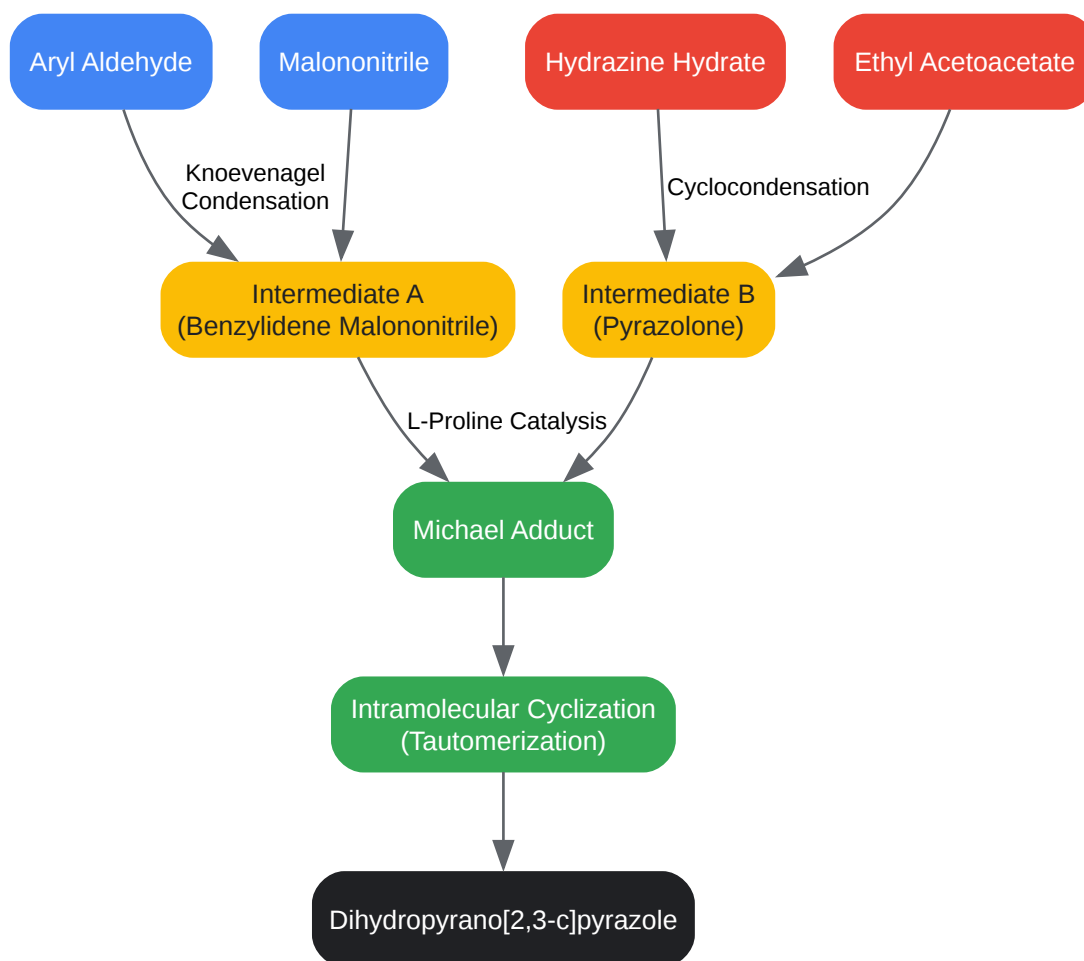 Aryl Aldehyde
Malononitrile
Hydrazine Hydrate
Ethyl Acetoacetate
Knoevenagel
Condensation
Cyclocondensation
Intermediate A
(Benzylidene Malononitrile)
Intermediate B
(Pyrazolone)
L-Proline Catalysis
Michael Adduct
Intramolecular Cyclization
(Tautomerization)
Dihydropyrano[2,3-c]pyrazole